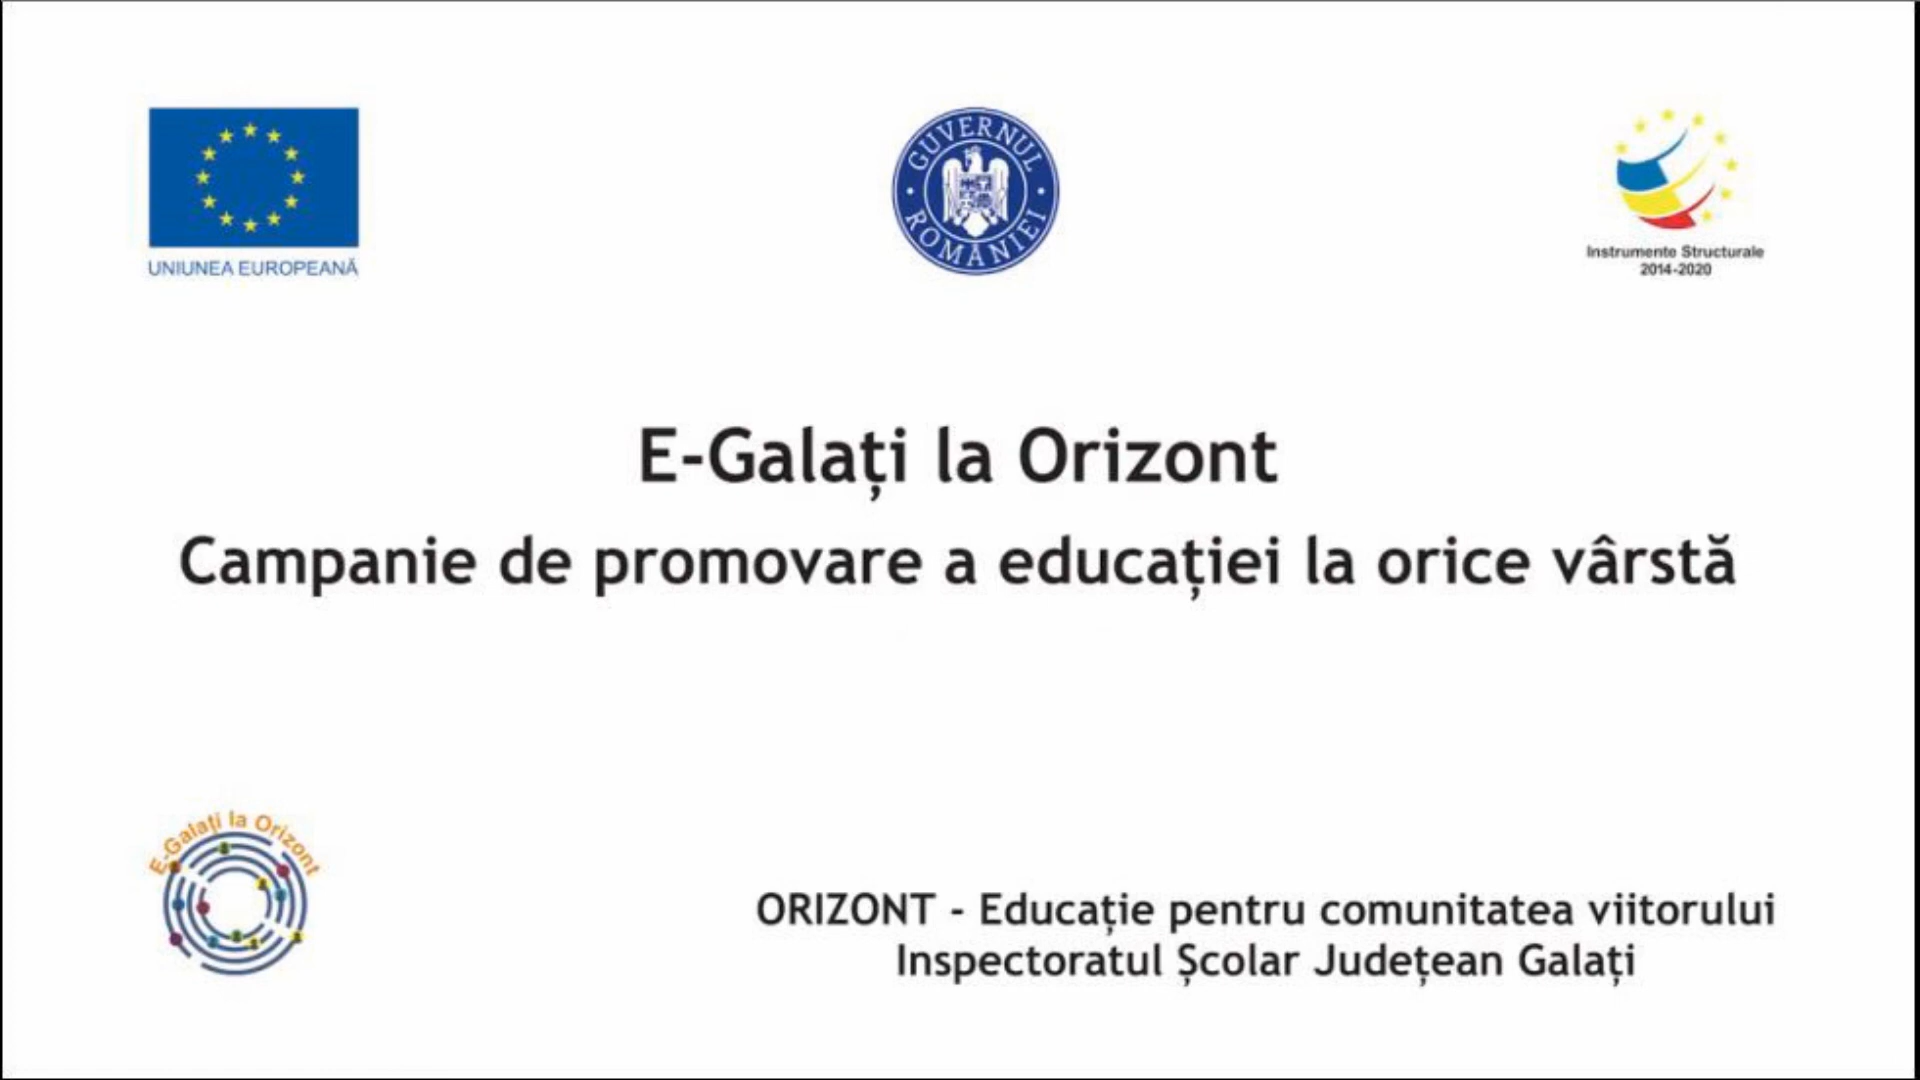 UNIUNEA EUROPEANĂ
GUVERNUL ROMÂNIEI
Instrumente Structurale
2014-2020
E-Galați la Orizont
Campanie de promovare a educației la orice vârstă
E-Galați la Orizont
ORIZONT - Educație pentru comunitatea viitorului
Inspectoratul Școlar Județean Galați